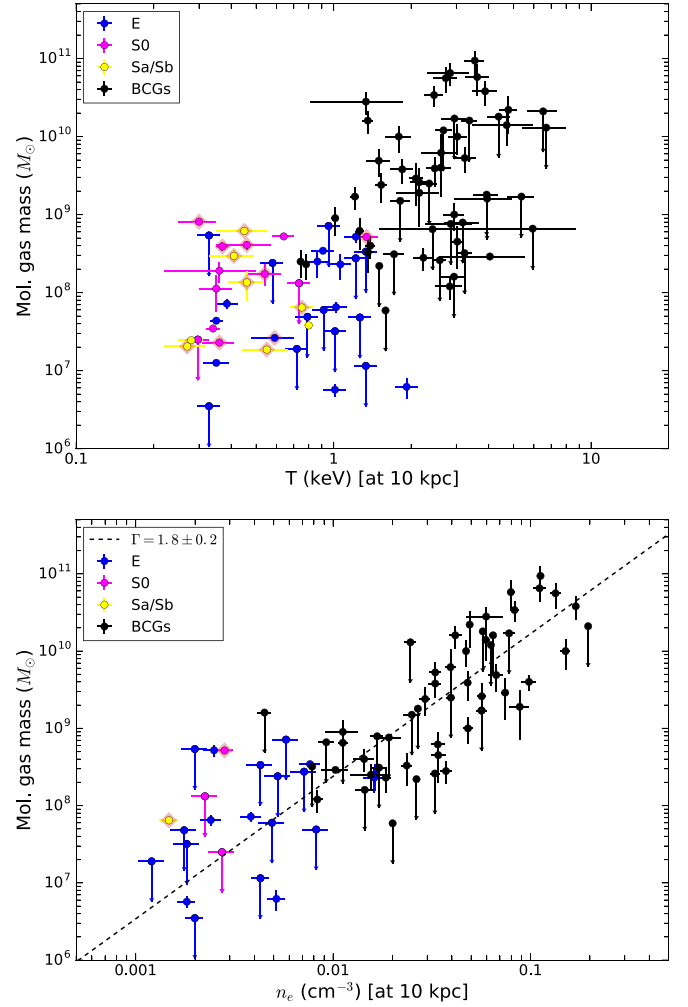 E
S0
Sa/Sb
BCGs
10^{11}
10^{10}
10^{9}
10^{8}
10^{7}
10^{6}
Mol. gas mass (M_⊙)
0.1
1
10
T (keV) [at 10 kpc]
Γ = 1.8 ± 0.2
E
S0
Sa/Sb
BCGs
10^{11}
10^{10}
10^{9}
10^{8}
10^{7}
10^{6}
Mol. gas mass (M_⊙)
0.001
0.01
0.1
n_e (cm^{-3}) [at 10 kpc]